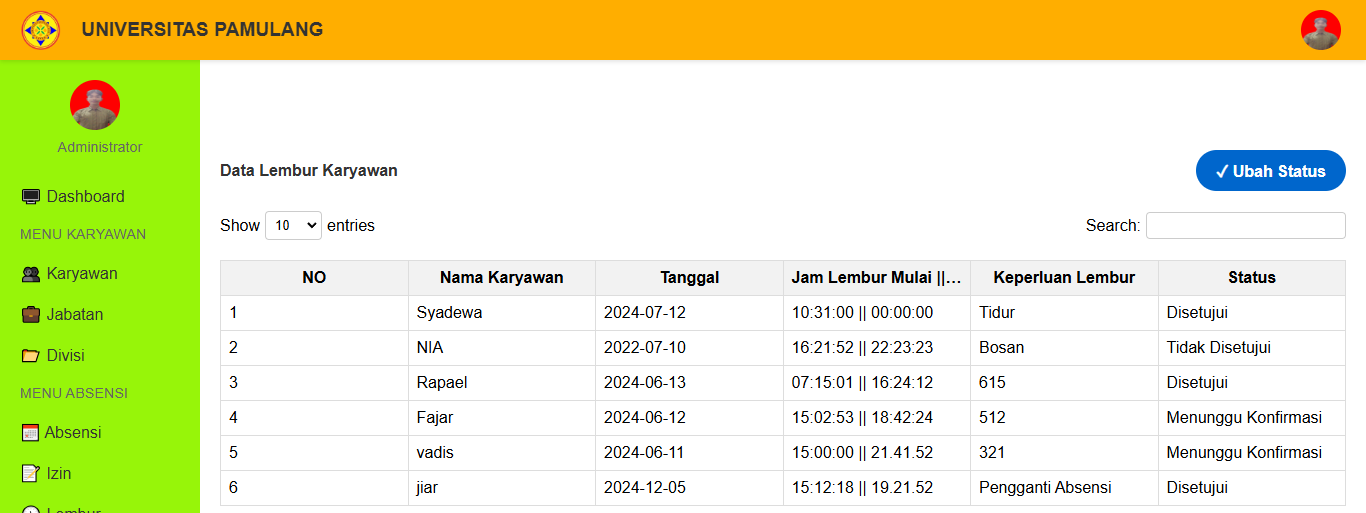 UNIVERSITAS PAMULANG
Administrator
Dashboard
MENU KARYAWAN
Karyawan
Jabatan
Divisi
MENU ABSENSI
Absensi
Izin
Lembur
Data Lembur Karyawan
✓ Ubah Status
Show 10 entries
Search:
NO Nama Karyawan Tanggal Jam Lembur Mulai ||... Keperluan Lembur Status
1 Syadewa 2024-07-12 10:31:00 || 00:00:00 Tidur Disetujui
2 NIA 2022-07-10 16:21:52 || 22:23:23 Bosan Tidak Disetujui
3 Rapael 2024-06-13 07:15:01 || 16:24:12 615 Disetujui
4 Fajar 2024-06-12 15:02:53 || 18:42:24 512 Menunggu Konfirmasi
5 vadis 2024-06-11 15:00:00 || 21.41.52 321 Menunggu Konfirmasi
6 jiar 2024-12-05 15:12:18 || 19.21.52 Pengganti Absensi Disetujui